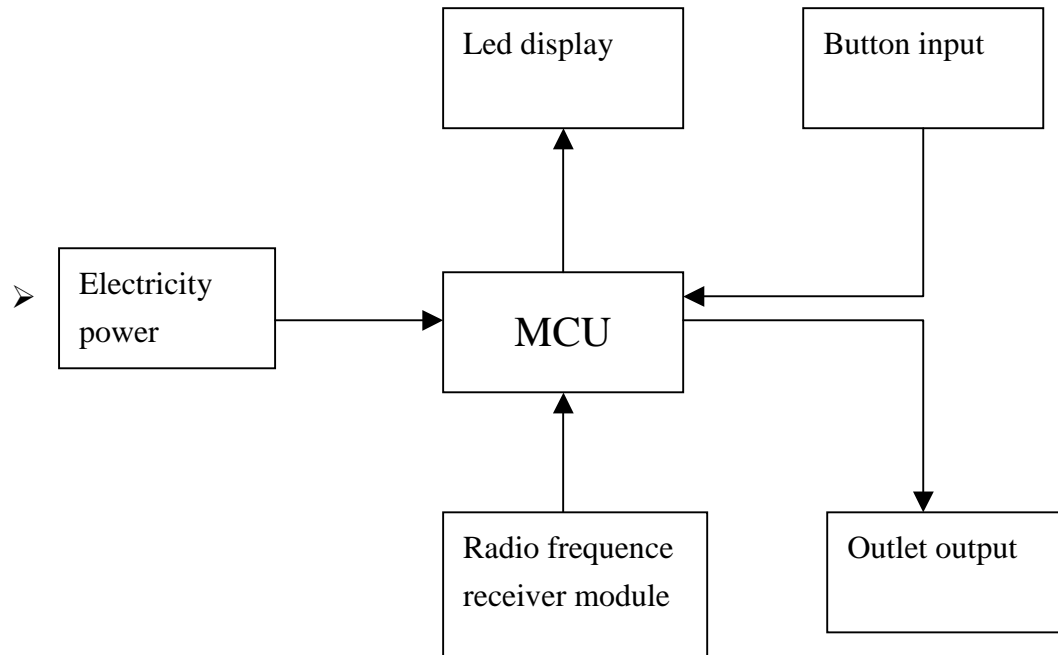 Led display
Button input
➢
Electricity
power
MCU
Radio frequence
receiver module
Outlet output